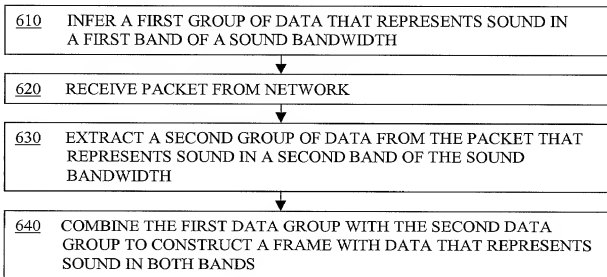 610 INFER A FIRST GROUP OF DATA THAT REPRESENTS SOUND IN
A FIRST BAND OF A SOUND BANDWIDTH
620 RECEIVE PACKET FROM NETWORK
630 EXTRACT A SECOND GROUP OF DATA FROM THE PACKET THAT
REPRESENTS SOUND IN A SECOND BAND OF THE SOUND
BANDWIDTH
640 COMBINE THE FIRST DATA GROUP WITH THE SECOND DATA
GROUP TO CONSTRUCT A FRAME WITH DATA THAT REPRESENTS
SOUND IN BOTH BANDS